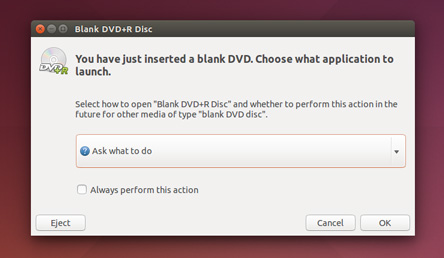 Blank DVD+R Disc
DVD+R
You have just inserted a blank DVD. Choose what application to
launch.
Select how to open "Blank DVD+R Disc" and whether to perform this action in the
future for other media of type "blank DVD disc".
Ask what to do
Always perform this action
Eject
Cancel
OK